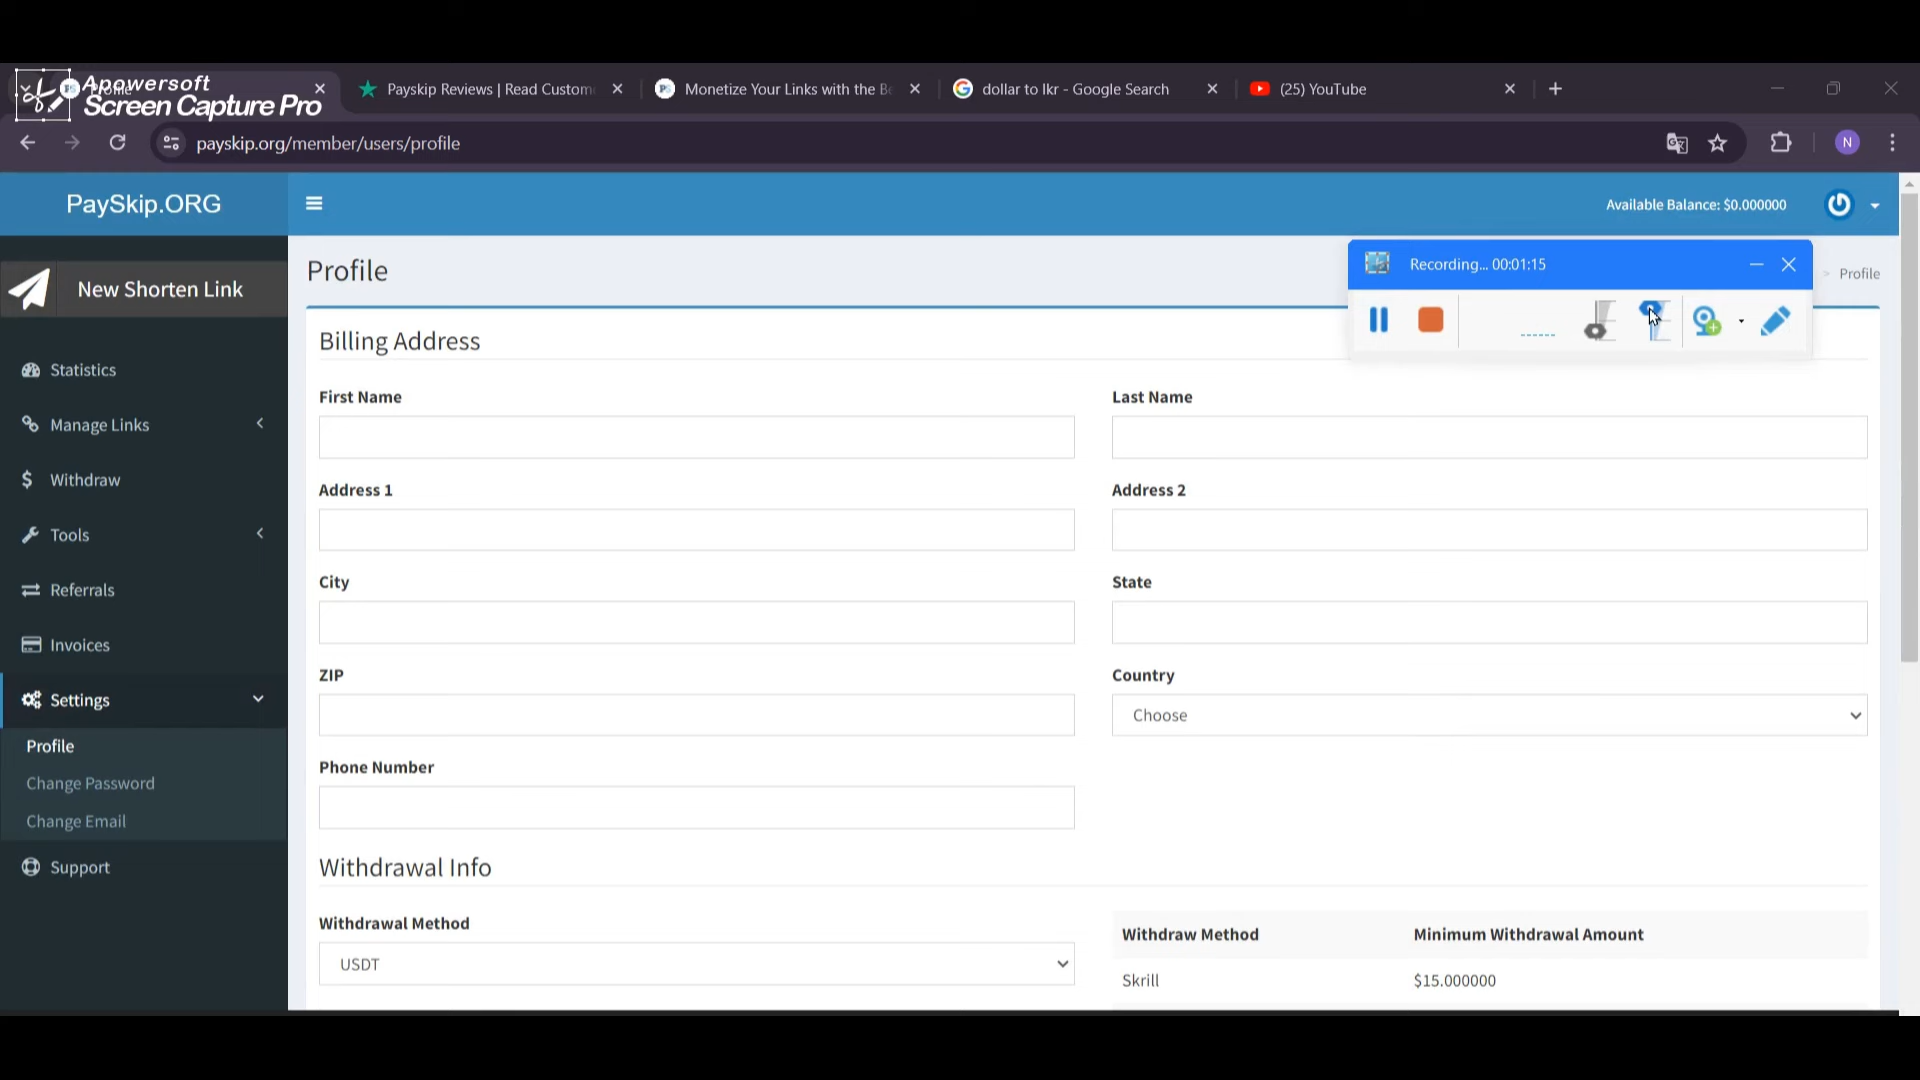 Apowersoft
Screen Capture Pro
Payskip Reviews | Read Custom
Monetize Your Links with the Be
dollar to lkr - Google Search
(25) YouTube
payskip.org/member/users/profile
N
PaySkip.ORG
Available Balance: $0.000000
New Shorten Link
Profile
Recording... 00:01:15
> Profile
Statistics
Manage Links
Withdraw
Tools
Referrals
Invoices
Settings
Profile
Change Password
Change Email
Support
Billing Address
First Name
Last Name
Address 1
Address 2
City
State
ZIP
Country
Choose
Phone Number
Withdrawal Info
Withdrawal Method
USDT
Withdraw Method
Minimum Withdrawal Amount
Skrill
$15.000000